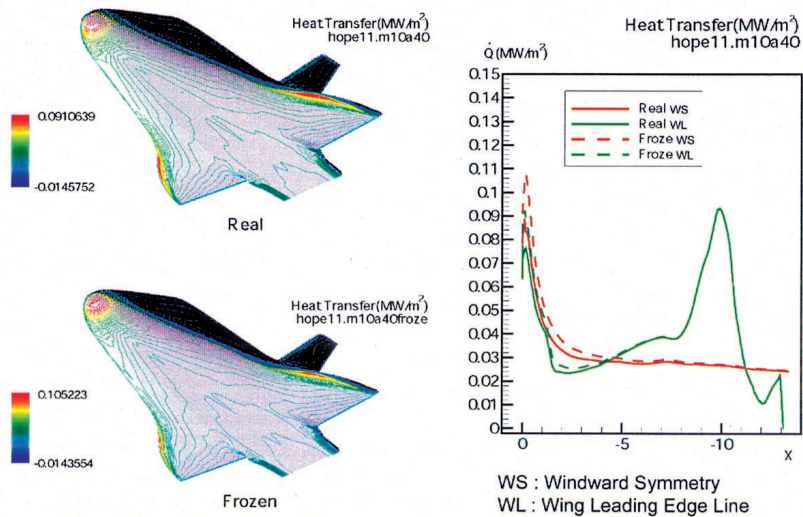 Heat Transfer(MW/m²)
hope11.m10a40
0.0910639
-0.0145752
Real
Heat Transfer(MW/m²)
hope11.m10a40froze
0.105223
-0.0143554
Frozen
Heat Transfer(MW/m²)
hope11.m10a40
Q̇(MW/m²)
0.15
0.14
0.13
0.12
0.11
0.1
0.09
0.08
0.07
0.06
0.05
0.04
0.03
0.02
0.01
0
Real WS
Real WL
Froze WS
Froze WL
0 -5 -10
X
WS : Windward Symmetry
WL : Wing Leading Edge Line